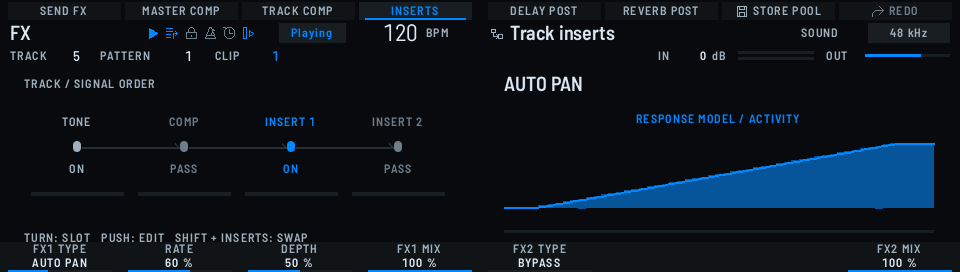 SEND FX MASTER COMP TRACK COMP INSERTS DELAY POST REVERB POST STORE POOL REDO
FX Playing 120 BPM Track inserts SOUND 48 kHz
TRACK 5 PATTERN 1 CLIP 1 IN 0 dB OUT
TRACK / SIGNAL ORDER AUTO PAN
RESPONSE MODEL / ACTIVITY
TONE COMP INSERT 1 INSERT 2
ON PASS ON PASS
TURN: SLOT PUSH: EDIT SHIFT + INSERTS: SWAP
FX1 TYPE RATE DEPTH FX1 MIX FX2 TYPE FX2 MIX
AUTO PAN 60 % 50 % 100 % BYPASS 100 %